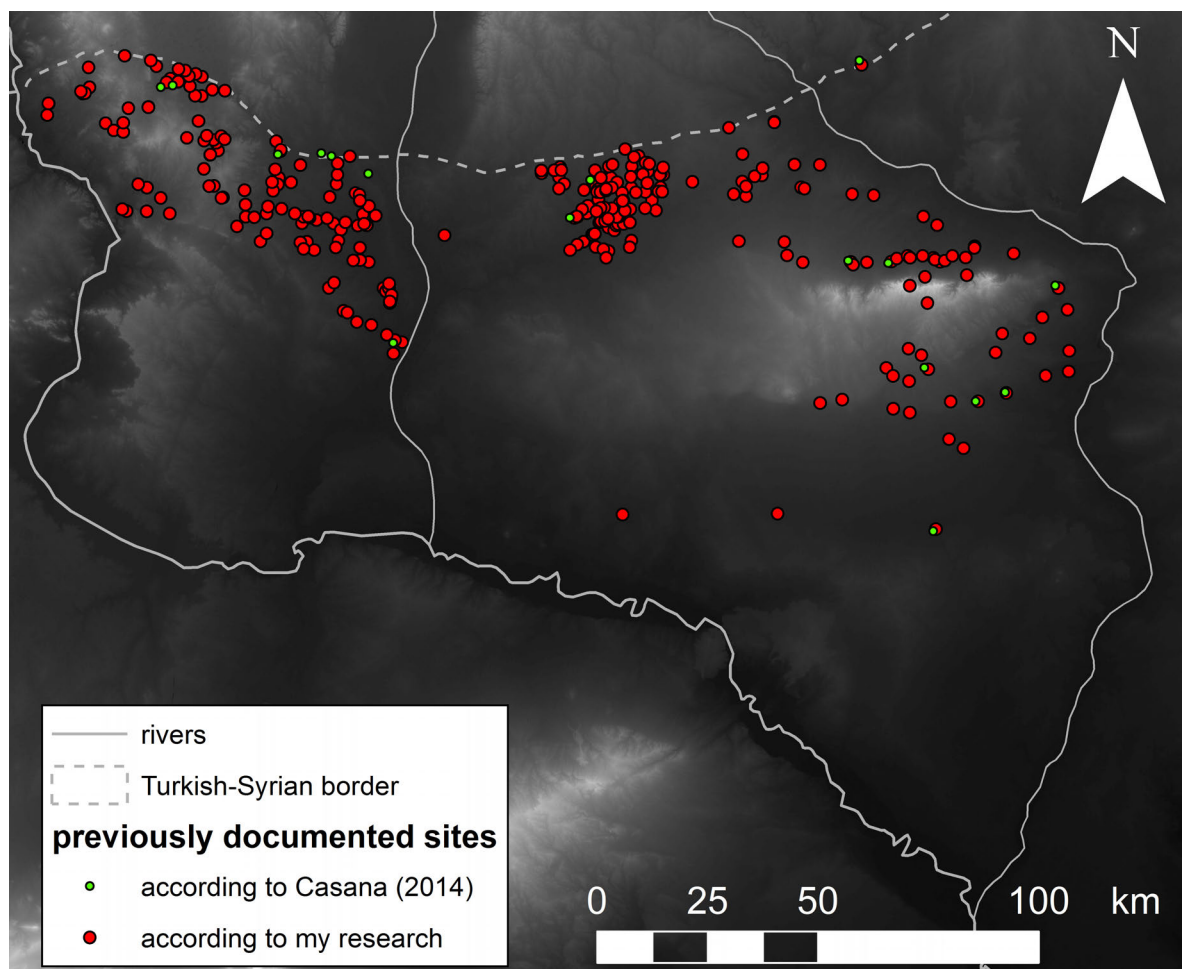 N
rivers
Turkish-Syrian border
previously documented sites
according to Casana (2014)
according to my research
0 25 50 100 km